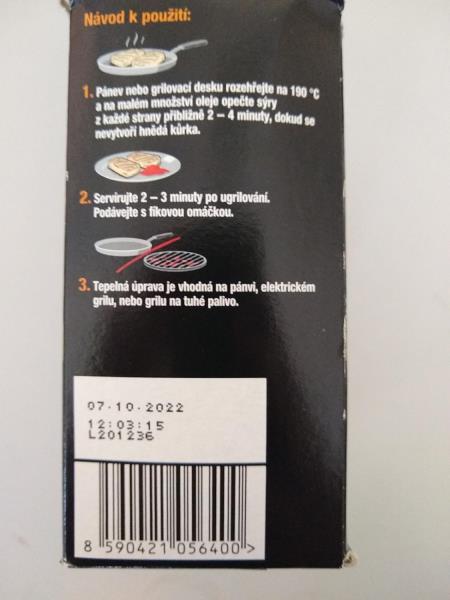 Návod k použití:
1. Pánev nebo grilovací desku rozehřejte na 190 °C
a na malém množství oleje opečte sýry
z každé strany přibližně 2 – 4 minuty, dokud se
nevytvoří hnědá kůrka.
2. Servírujte 2 – 3 minuty po ugrilování.
Podávejte s fíkovou omáčkou.
3. Tepelná úprava je vhodná na pánvi, elektrickém
grilu, nebo grilu na tuhé palivo.
07.10.2022
12:03:15
L201236
8 590421 056400 >